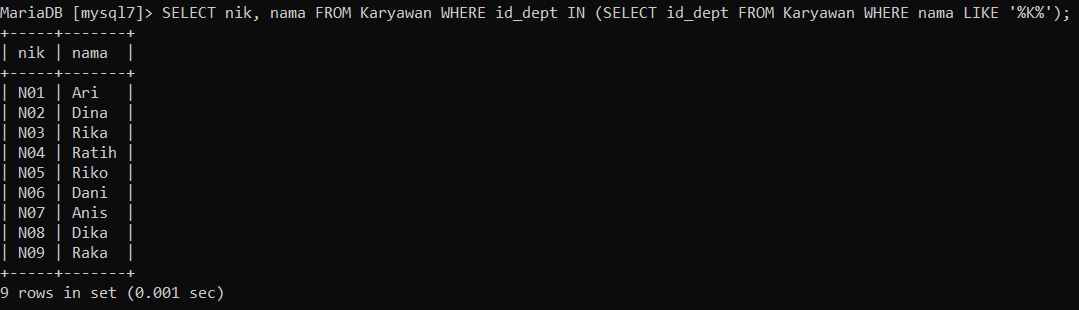 MariaDB [mysql7]> SELECT nik, nama FROM Karyawan WHERE id_dept IN (SELECT id_dept FROM Karyawan WHERE nama LIKE '%K%');
+-----+-------+
| nik | nama  |
+-----+-------+
| N01 | Ari   |
| N02 | Dina  |
| N03 | Rika  |
| N04 | Ratih |
| N05 | Riko  |
| N06 | Dani  |
| N07 | Anis  |
| N08 | Dika  |
| N09 | Raka  |
+-----+-------+
9 rows in set (0.001 sec)